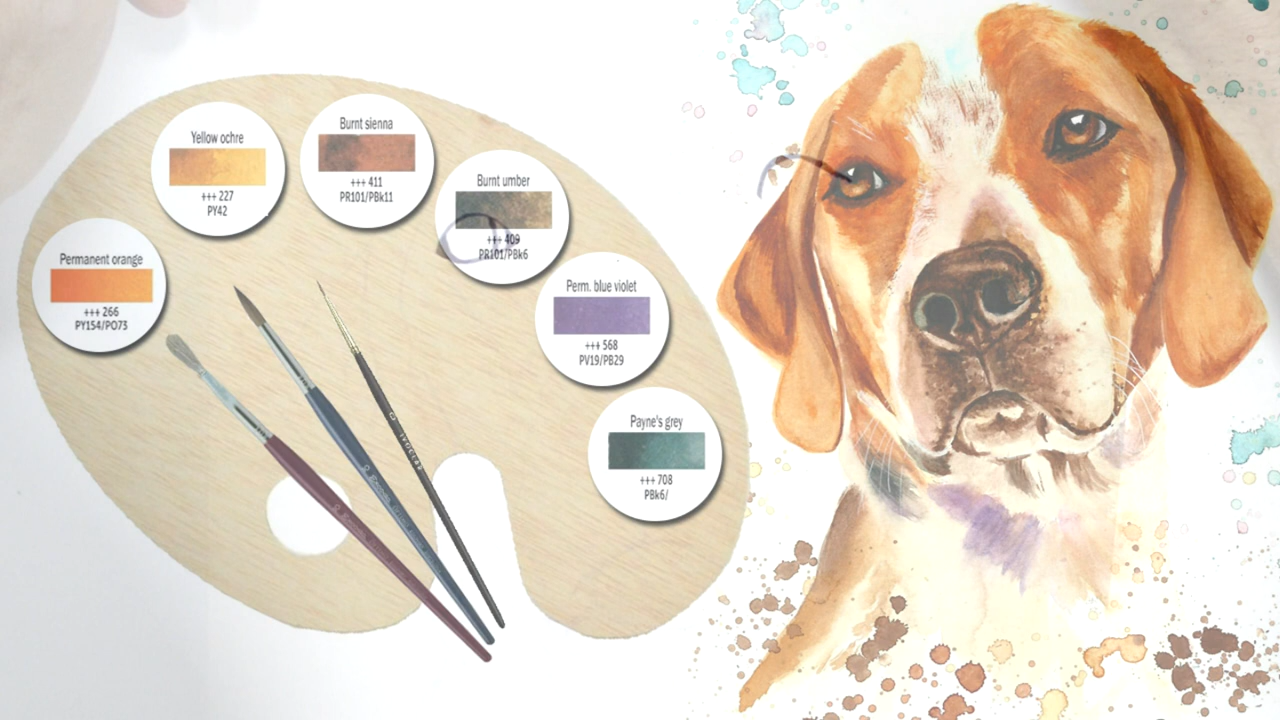 Yellow ochre
+++ 227
PY42
Burnt sienna
+++ 411
PR101/PBk11
Burnt umber
+++ 409
PR101/PBk6
Permanent orange
+++ 266
PY154/PO73
Perm. blue violet
+++ 568
PV19/PB29
Payne's grey
+++ 708
PBk6/